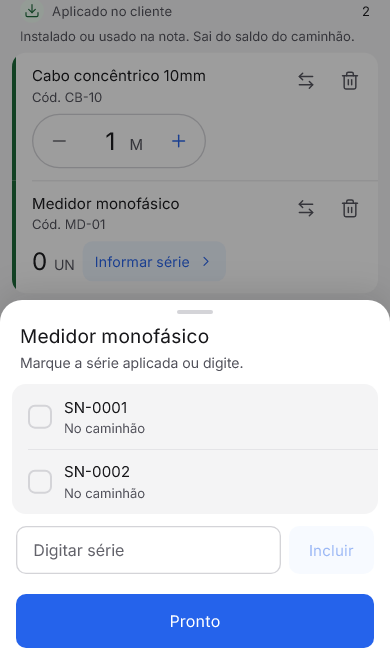 Aplicado no cliente 2
Instalado ou usado na nota. Sai do saldo do caminhão.
Cabo concêntrico 10mm
Cód. CB-10
− 1 M +
Medidor monofásico
Cód. MD-01
0 UN Informar série
Medidor monofásico
Marque a série aplicada ou digite.
SN-0001
No caminhão
SN-0002
No caminhão
Digitar série Incluir
Pronto